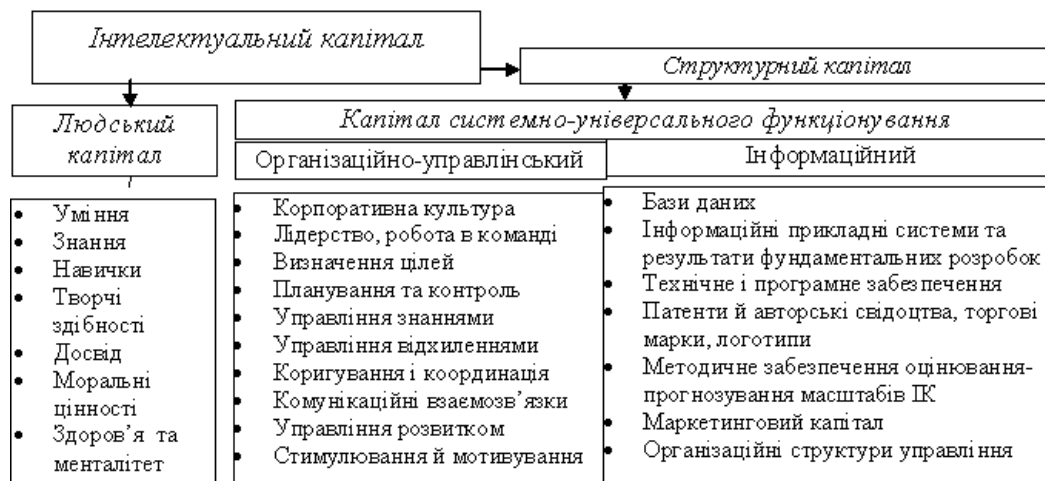 Інтелектуальний капітал
Структурний капітал
Людський
капітал
Капітал системно-універсального функціонування
Організаційно-управлінський
Інформаційний
• Уміння
• Знання
• Навички
• Творчі
здібності
• Досвід
• Моральні
цінності
• Здоров’я та
менталітет
• Корпоративна культура
• Лідерство, робота в команді
• Визначення цілей
• Планування та контроль
• Управління знаннями
• Управління відхиленнями
• Коригування і координація
• Комунікаційні взаємозв’язки
• Управління розвитком
• Стимулювання й мотивування
• Бази даних
• Інформаційні прикладні системи та
результати фундаментальних розробок
• Технічне і програмне забезпечення
• Патенти й авторські свідоцтва, торгові
марки, логотипи
• Методичне забезпечення оцінювання-
прогнозування масштабів ІК
• Маркетинговий капітал
• Організаційні структури управління